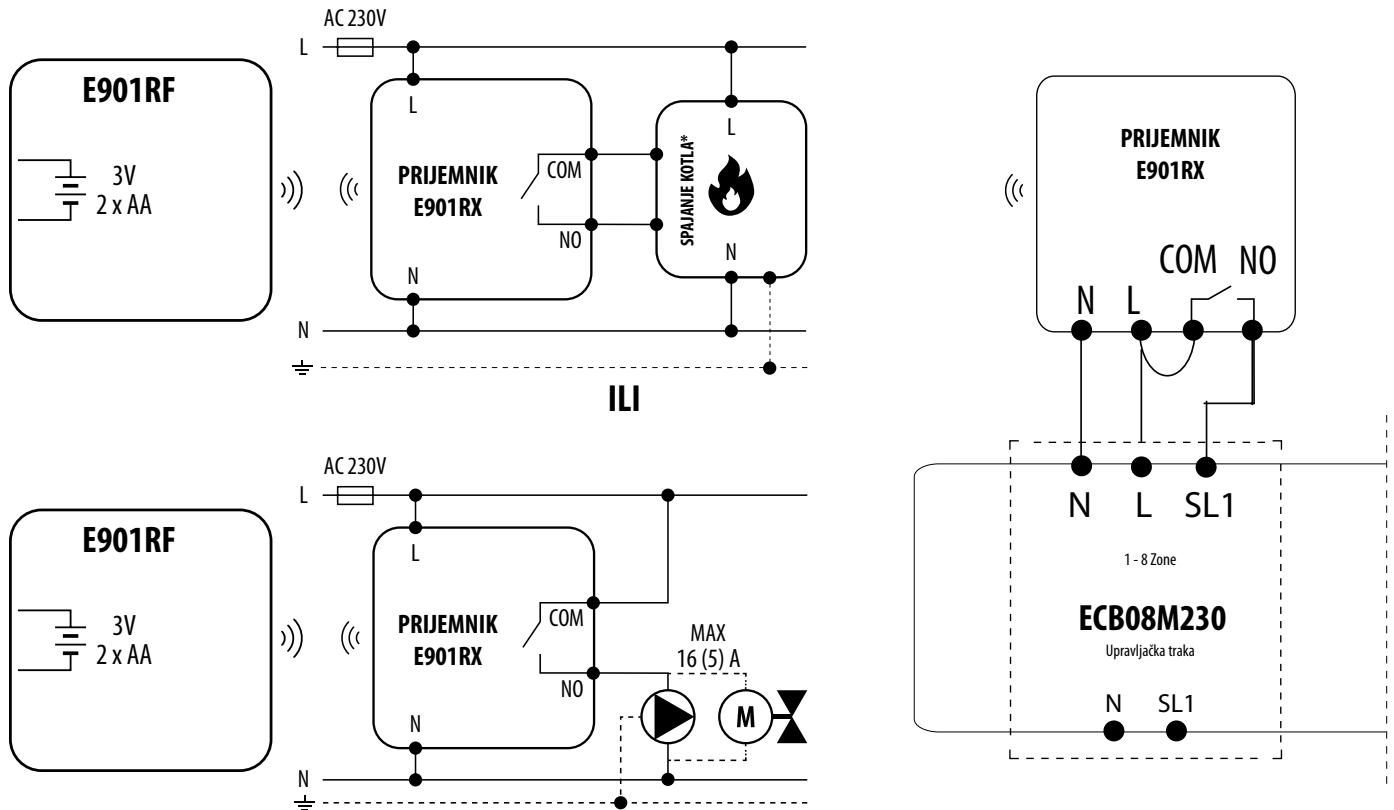 AC 230V
L
E901RF
3V
2 x AA
L
PRIJEMNIK
E901RX
COM
NO
N
L
SPAJANJE KOTLA*
N
N
ILI
AC 230V
L
E901RF
3V
2 x AA
L
PRIJEMNIK
E901RX
COM
NO
N
MAX
16 (5) A
M
N
PRIJEMNIK
E901RX
COM NO
N L
N L SL1
1 - 8 Zone
ECB08M230
Upravljačka traka
N SL1